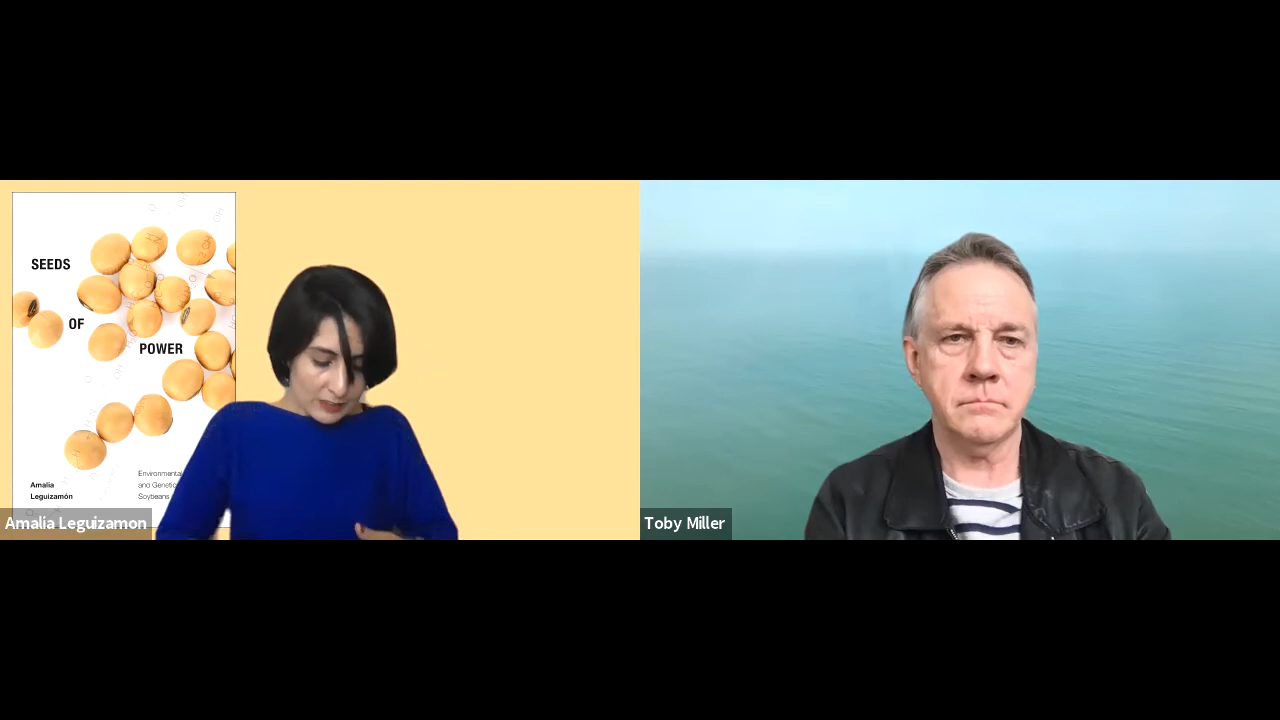 SEEDS
OF
POWER
Environmental
Amalia
and Genetic
Leguizamón
Soybeans
Amalia Leguizamon
Toby Miller